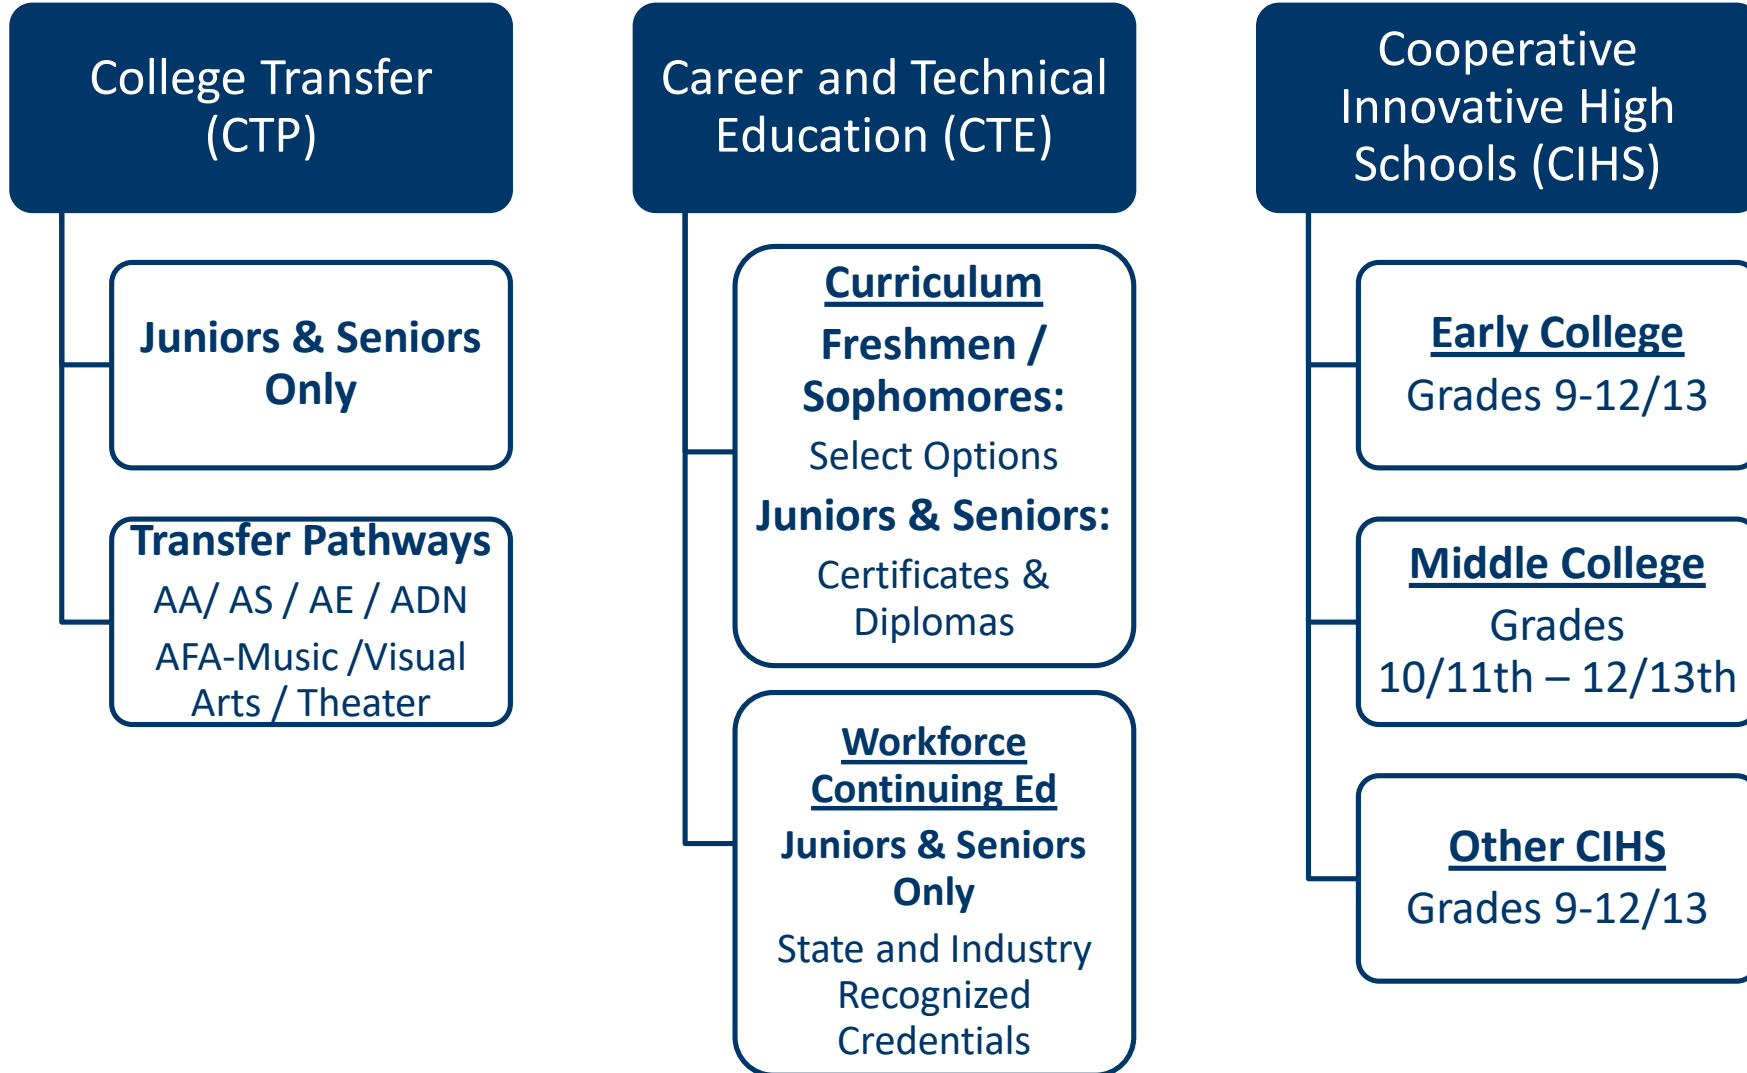 College Transfer
(CTP)
Juniors & Seniors
Only
Transfer Pathways
AA/ AS / AE / ADN
AFA-Music /Visual
Arts / Theater
Career and Technical
Education (CTE)
Curriculum
Freshmen /
Sophomores:
Select Options
Juniors & Seniors:
Certificates &
Diplomas
Workforce
Continuing Ed
Juniors & Seniors
Only
State and Industry
Recognized
Credentials
Cooperative
Innovative High
Schools (CIHS)
Early College
Grades 9-12/13
Middle College
Grades
10/11th – 12/13th
Other CIHS
Grades 9-12/13